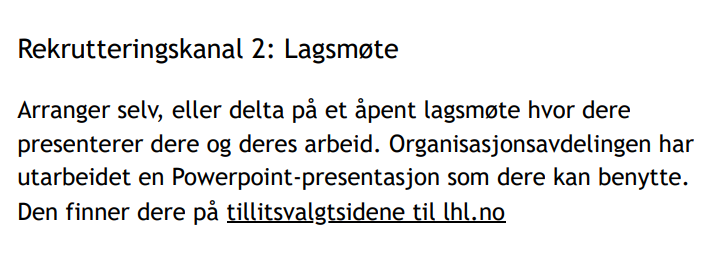 Rekrutteringskanal 2: Lagsmøte
Arranger selv, eller delta på et åpent lagsmøte hvor dere
presenterer dere og deres arbeid. Organisasjonsavdelingen har
utarbeidet en Powerpoint-presentasjon som dere kan benytte.
Den finner dere på tillitsvalgtsidene til lhl.no